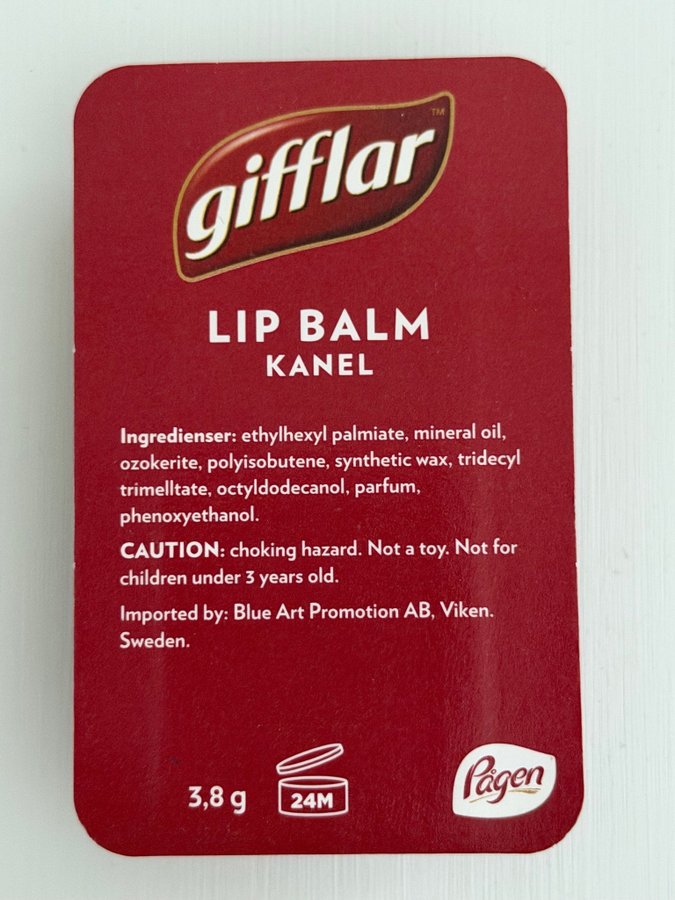 gifflar™
LIP BALM
KANEL
Ingredienser: ethylhexyl palmiate, mineral oil,
ozokerite, polyisobutene, synthetic wax, tridecyl
trimelltate, octyldodecanol, parfum,
phenoxyethanol.
CAUTION: choking hazard. Not a toy. Not for
children under 3 years old.
Imported by: Blue Art Promotion AB, Viken.
Sweden.
3,8 g
24M
Pågen